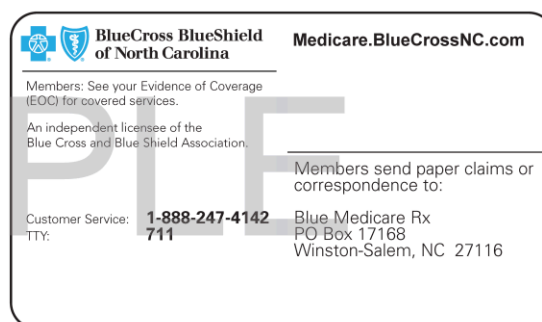 BlueCross BlueShield
of North Carolina
Members: See your Evidence of Coverage
(EOC) for covered services.
An independent licensee of the
Blue Cross and Blue Shield Association.
Customer Service: 1-888-247-4142
TTY: 711
Medicare.BlueCrossNC.com
Members send paper claims or
correspondence to:
Blue Medicare Rx
PO Box 17168
Winston-Salem, NC 27116
PLE